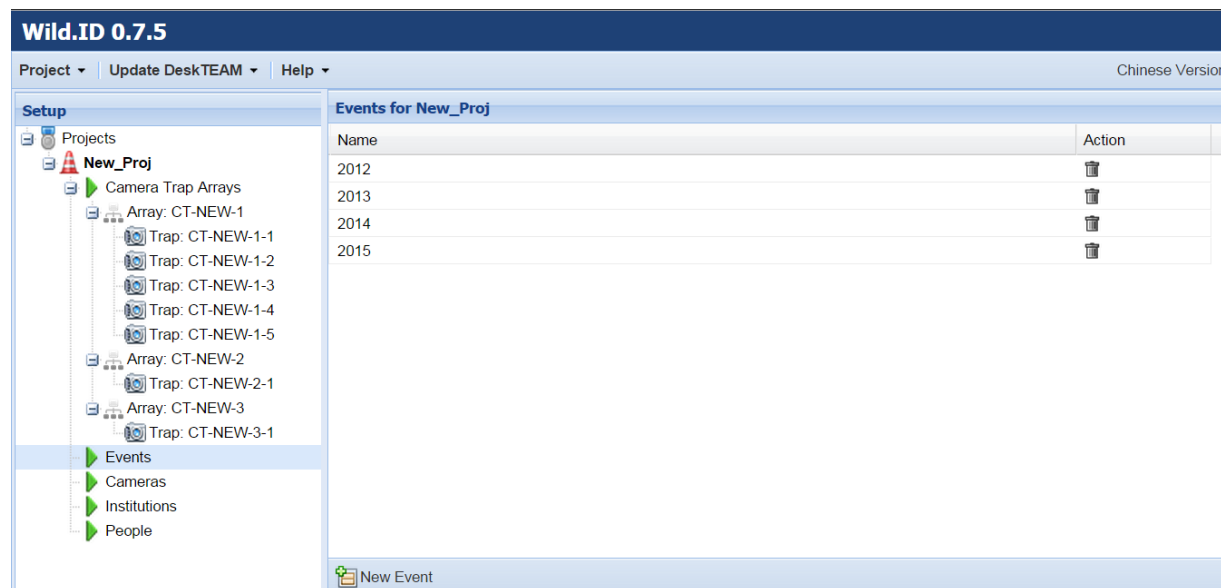 Wild.ID 0.7.5
Project Update DeskTEAM Help Chinese Version
Setup
Projects
New_Proj
Camera Trap Arrays
Array: CT-NEW-1
Trap: CT-NEW-1-1
Trap: CT-NEW-1-2
Trap: CT-NEW-1-3
Trap: CT-NEW-1-4
Trap: CT-NEW-1-5
Array: CT-NEW-2
Trap: CT-NEW-2-1
Array: CT-NEW-3
Trap: CT-NEW-3-1
Events
Cameras
Institutions
People
Events for New_Proj
Name Action
2012
2013
2014
2015
New Event